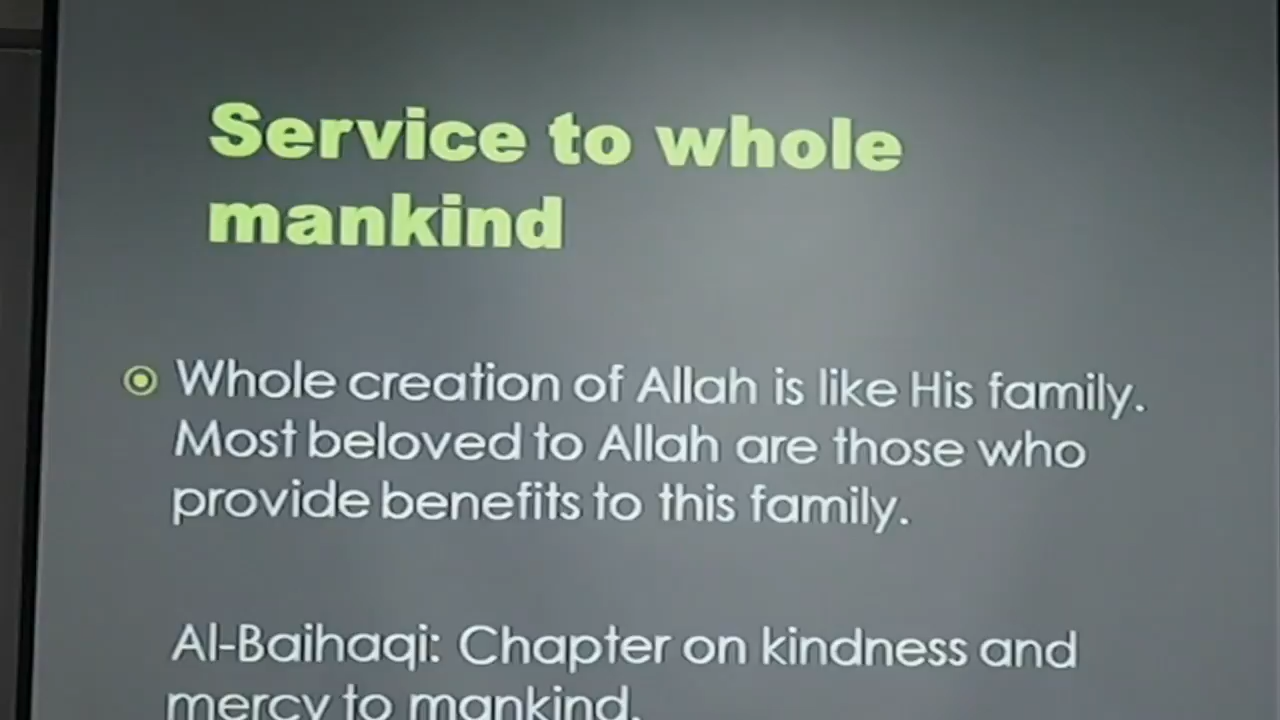 Service to whole
mankind
Whole creation of Allah is like His family.
Most beloved to Allah are those who
provide benefits to this family.
Al-Baihaqi: Chapter on kindness and
mercy to mankind.